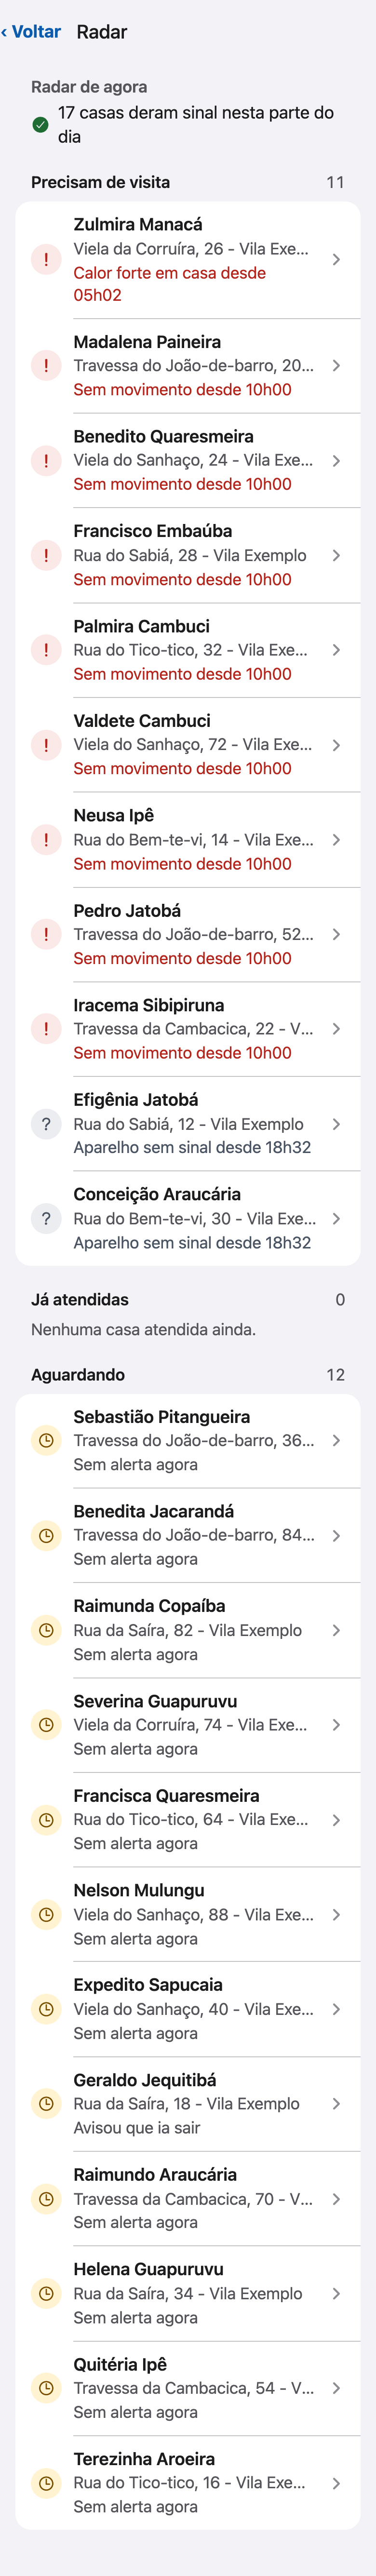 ‹ Voltar Radar
Radar de agora
17 casas deram sinal nesta parte do
dia
Precisam de visita 11
Zulmira Manacá
Viela da Corruíra, 26 - Vila Exe...
Calor forte em casa desde
05h02
Madalena Paineira
Travessa do João-de-barro, 20...
Sem movimento desde 10h00
Benedito Quaresmeira
Viela do Sanhaço, 24 - Vila Exe...
Sem movimento desde 10h00
Francisco Embaúba
Rua do Sabiá, 28 - Vila Exemplo
Sem movimento desde 10h00
Palmira Cambuci
Rua do Tico-tico, 32 - Vila Exe...
Sem movimento desde 10h00
Valdete Cambuci
Viela do Sanhaço, 72 - Vila Exe...
Sem movimento desde 10h00
Neusa Ipê
Rua do Bem-te-vi, 14 - Vila Exe...
Sem movimento desde 10h00
Pedro Jatobá
Travessa do João-de-barro, 52...
Sem movimento desde 10h00
Iracema Sibipiruna
Travessa da Cambacica, 22 - V...
Sem movimento desde 10h00
Efigênia Jatobá
Rua do Sabiá, 12 - Vila Exemplo
Aparelho sem sinal desde 18h32
Conceição Araucária
Rua do Bem-te-vi, 30 - Vila Exe...
Aparelho sem sinal desde 18h32
Já atendidas 0
Nenhuma casa atendida ainda.
Aguardando 12
Sebastião Pitangueira
Travessa do João-de-barro, 36...
Sem alerta agora
Benedita Jacarandá
Travessa do João-de-barro, 84...
Sem alerta agora
Raimunda Copaíba
Rua da Saíra, 82 - Vila Exemplo
Sem alerta agora
Severina Guapuruvu
Viela da Corruíra, 74 - Vila Exe...
Sem alerta agora
Francisca Quaresmeira
Rua do Tico-tico, 64 - Vila Exe...
Sem alerta agora
Nelson Mulungu
Viela do Sanhaço, 88 - Vila Exe...
Sem alerta agora
Expedito Sapucaia
Viela do Sanhaço, 40 - Vila Exe...
Sem alerta agora
Geraldo Jequitibá
Rua da Saíra, 18 - Vila Exemplo
Avisou que ia sair
Raimundo Araucária
Travessa da Cambacica, 70 - V...
Sem alerta agora
Helena Guapuruvu
Rua da Saíra, 34 - Vila Exemplo
Sem alerta agora
Quitéria Ipê
Travessa da Cambacica, 54 - V...
Sem alerta agora
Terezinha Aroeira
Rua do Tico-tico, 16 - Vila Exe...
Sem alerta agora